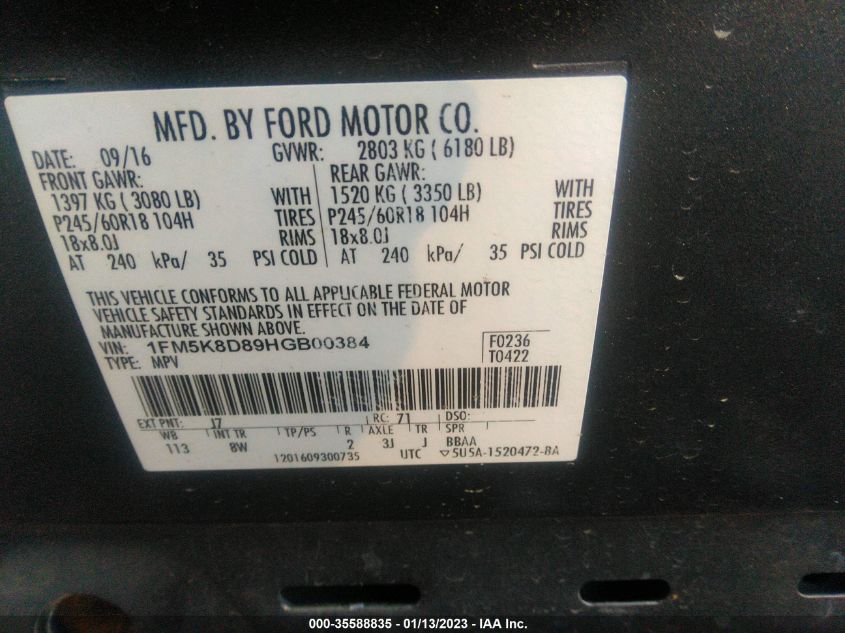 MFD. BY FORD MOTOR CO.
DATE: 09/16 GVWR: 2803 KG ( 6180 LB)
FRONT GAWR: REAR GAWR:
1397 KG ( 3080 LB) WITH 1520 KG ( 3350 LB) WITH
P245/60R18 104H TIRES P245/60R18 104H TIRES
18x8.0J RIMS 18x8.0J RIMS
AT 240 kPa/ 35 PSI COLD AT 240 kPa/ 35 PSI COLD
THIS VEHICLE CONFORMS TO ALL APPLICABLE FEDERAL MOTOR
VEHICLE SAFETY STANDARDS IN EFFECT ON THE DATE OF
MANUFACTURE SHOWN ABOVE.
VIN: 1FM5K8D89HGB00384 F0236
TYPE: MPV T0422
EXT PNT: J7 RC: 71 DSO:
WB INT TR TP/PS R AXLE TR SPR
113 8W 2 3J J BBAA
1201609300735 UTC ▽5U5A-1520472-BA
000-35588835 / 01/13/2023 - IAA Inc.